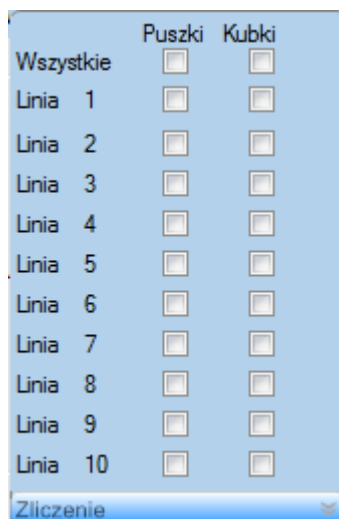 Puszki Kubki
Wszystkie
Linia 1
Linia 2
Linia 3
Linia 4
Linia 5
Linia 6
Linia 7
Linia 8
Linia 9
Linia 10
Zliczenie